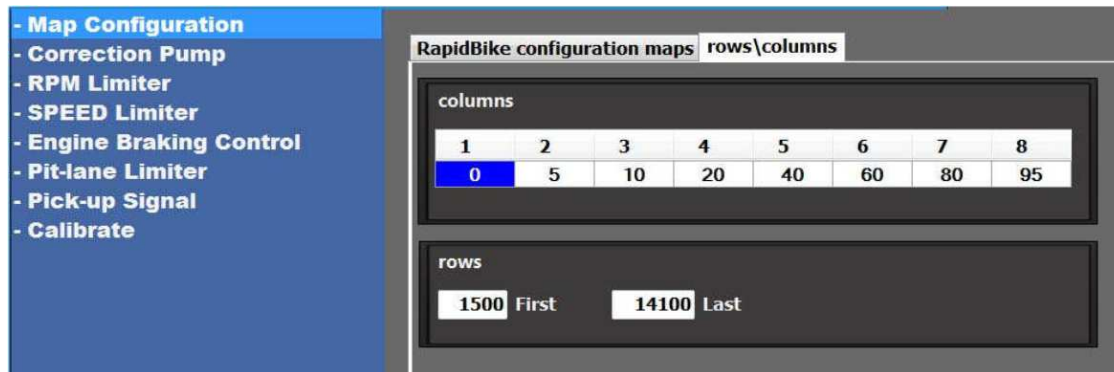 - Map Configuration
- Correction Pump
- RPM Limiter
- SPEED Limiter
- Engine Braking Control
- Pit-lane Limiter
- Pick-up Signal
- Calibrate
RapidBike configuration maps rows\columns
columns
1 2 3 4 5 6 7 8
0 5 10 20 40 60 80 95
rows
1500 First 14100 Last